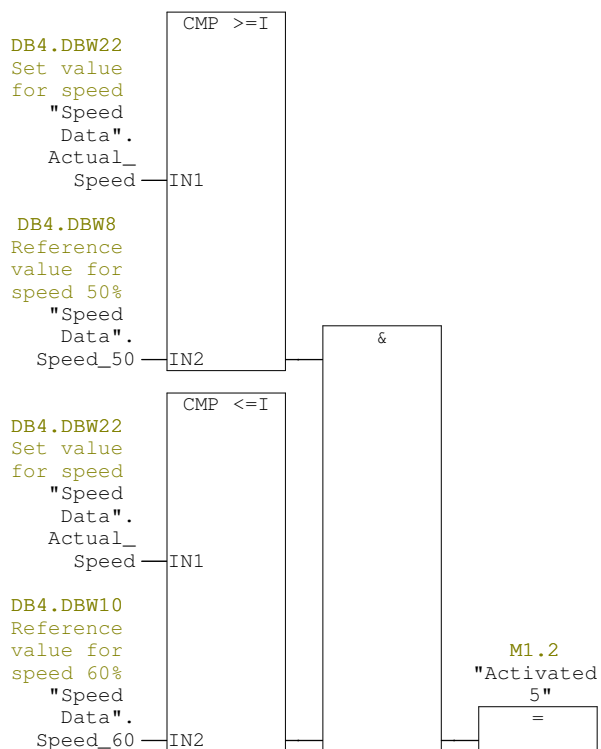 CMP >=I
DB4.DBW22
Set value
for speed
"Speed
Data".
Actual_
Speed
IN1
DB4.DBW8
Reference
value for
speed 50%
"Speed
Data".
Speed_50
IN2
&
CMP <=I
DB4.DBW22
Set value
for speed
"Speed
Data".
Actual_
Speed
IN1
DB4.DBW10
Reference
value for
speed 60%
"Speed
Data".
Speed_60
IN2
M1.2
"Activated
5"
=